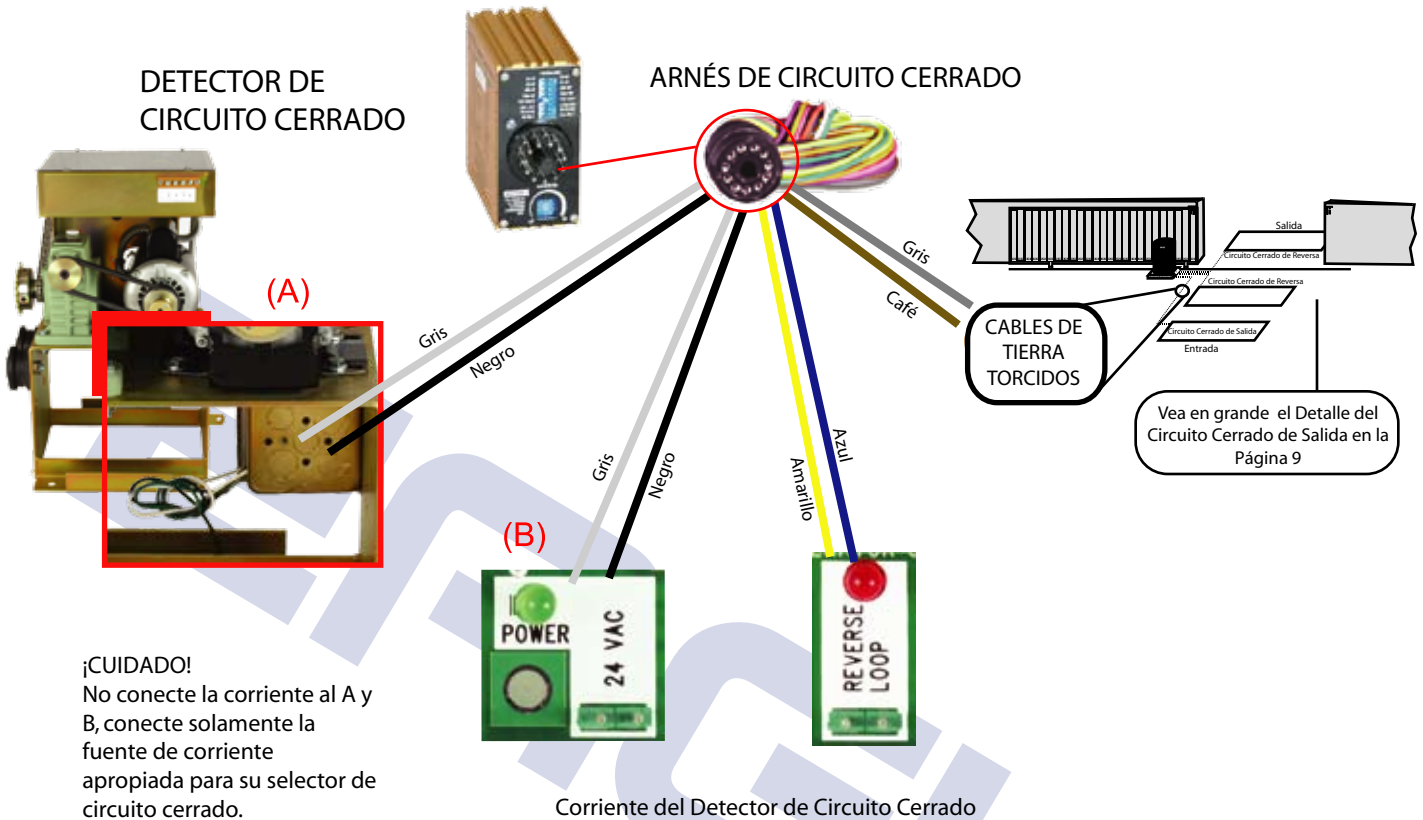 DETECTOR DE
CIRCUITO CERRADO
ARNÉS DE CIRCUITO CERRADO
(A)
Gris
Negro
Gris
Negro
Amarillo
Azul
Gris
Café
CABLES DE
TIERRA
TORCIDOS
Salida
Circuito Cerrado de Reversa
Circuito Cerrado de Reversa
Circuito Cerrado de Salida
Entrada
Vea en grande el Detalle del
Circuito Cerrado de Salida en la
Página 9
(B)
POWER
24 VAC
REVERSE
LOOP
¡CUIDADO!
No conecte la corriente al A y
B, conecte solamente la
fuente de corriente
apropiada para su selector de
circuito cerrado.
Corriente del Detector de Circuito Cerrado